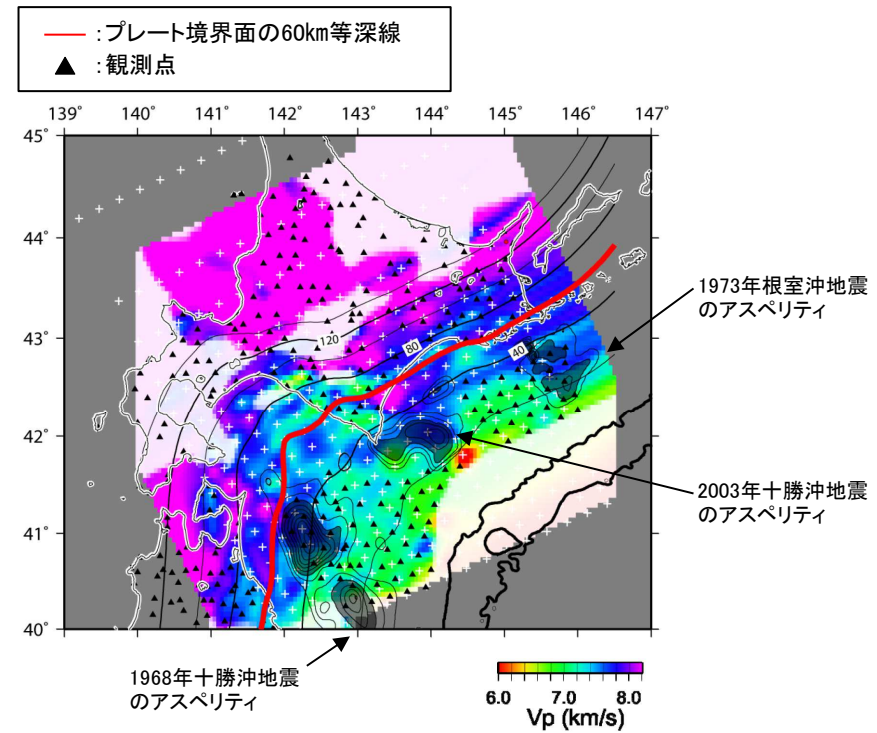 ：プレート境界面の60km等深線
：観測点
139° 140° 141° 142° 143° 144° 145° 146° 147°
45°
44°
43°
42°
41°
40°
120
80
40
1973年根室沖地震
のアスペリティ
2003年十勝沖地震
のアスペリティ
1968年十勝沖地震
のアスペリティ
6.0 7.0 8.0
Vp (km/s)